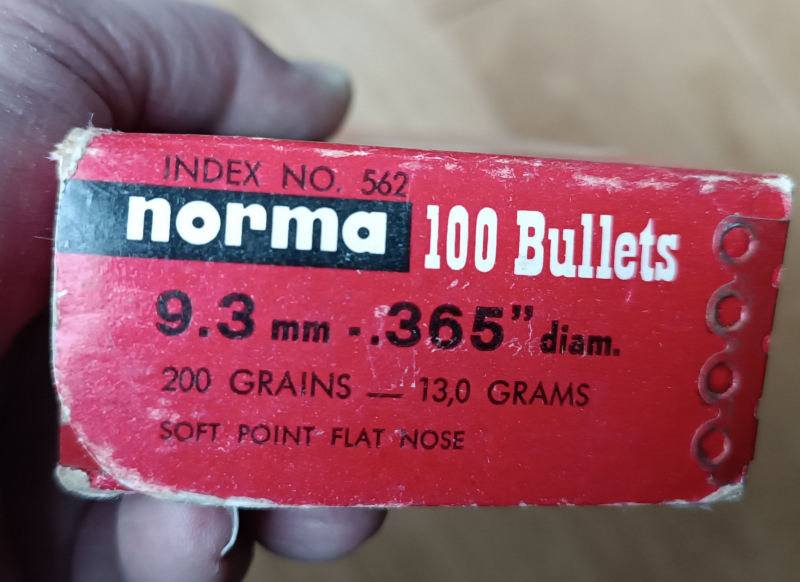 INDEX NO. 562
norma 100 Bullets
9.3 mm - .365" diam.
200 GRAINS — 13,0 GRAMS
SOFT POINT FLAT NOSE